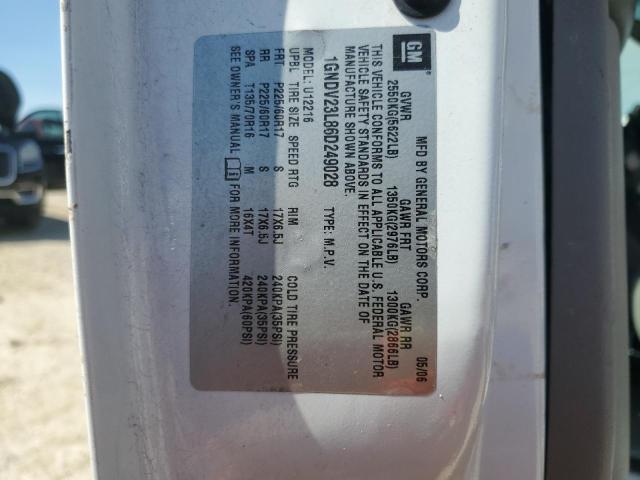 GM
MFD BY GENERAL MOTORS CORP. 05/06
GVWR GAWR FRT GAWR RR
2550KG(5622LB) 1350KG(2976LB) 1300KG(2866LB)
THIS VEHICLE CONFORMS TO ALL APPLICABLE U.S. FEDERAL MOTOR
VEHICLE SAFETY STANDARDS IN EFFECT ON THE DATE OF
MANUFACTURE SHOWN ABOVE.
1GNDV23L86D249028 TYPE: M.P.V.
MODEL: U12216
UPBL TIRE SIZE SPEED RTG RIM COLD TIRE PRESSURE
FRT P225/60R17 S 17X6.5J 240KPA(35PSI)
RR P225/60R17 S 17X6.5J 240KPA(35PSI)
SPA T135/70R16 M 16X4T 420KPA(60PSI)
SEE OWNER'S MANUAL FOR MORE INFORMATION.